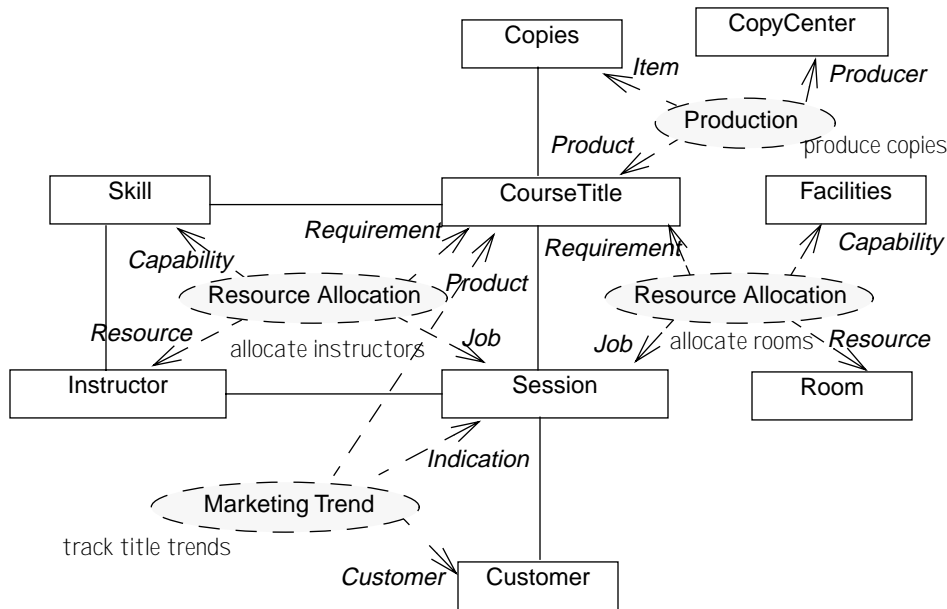 Copies
CopyCenter
Item
Producer
Production
Product
produce copies
Skill
CourseTitle
Facilities
Requirement
Requirement
Capability
Capability
Product
Resource Allocation
Resource Allocation
Resource
allocate instructors
Job
Job
allocate rooms
Resource
Instructor
Session
Room
Indication
Marketing Trend
track title trends
Customer
Customer